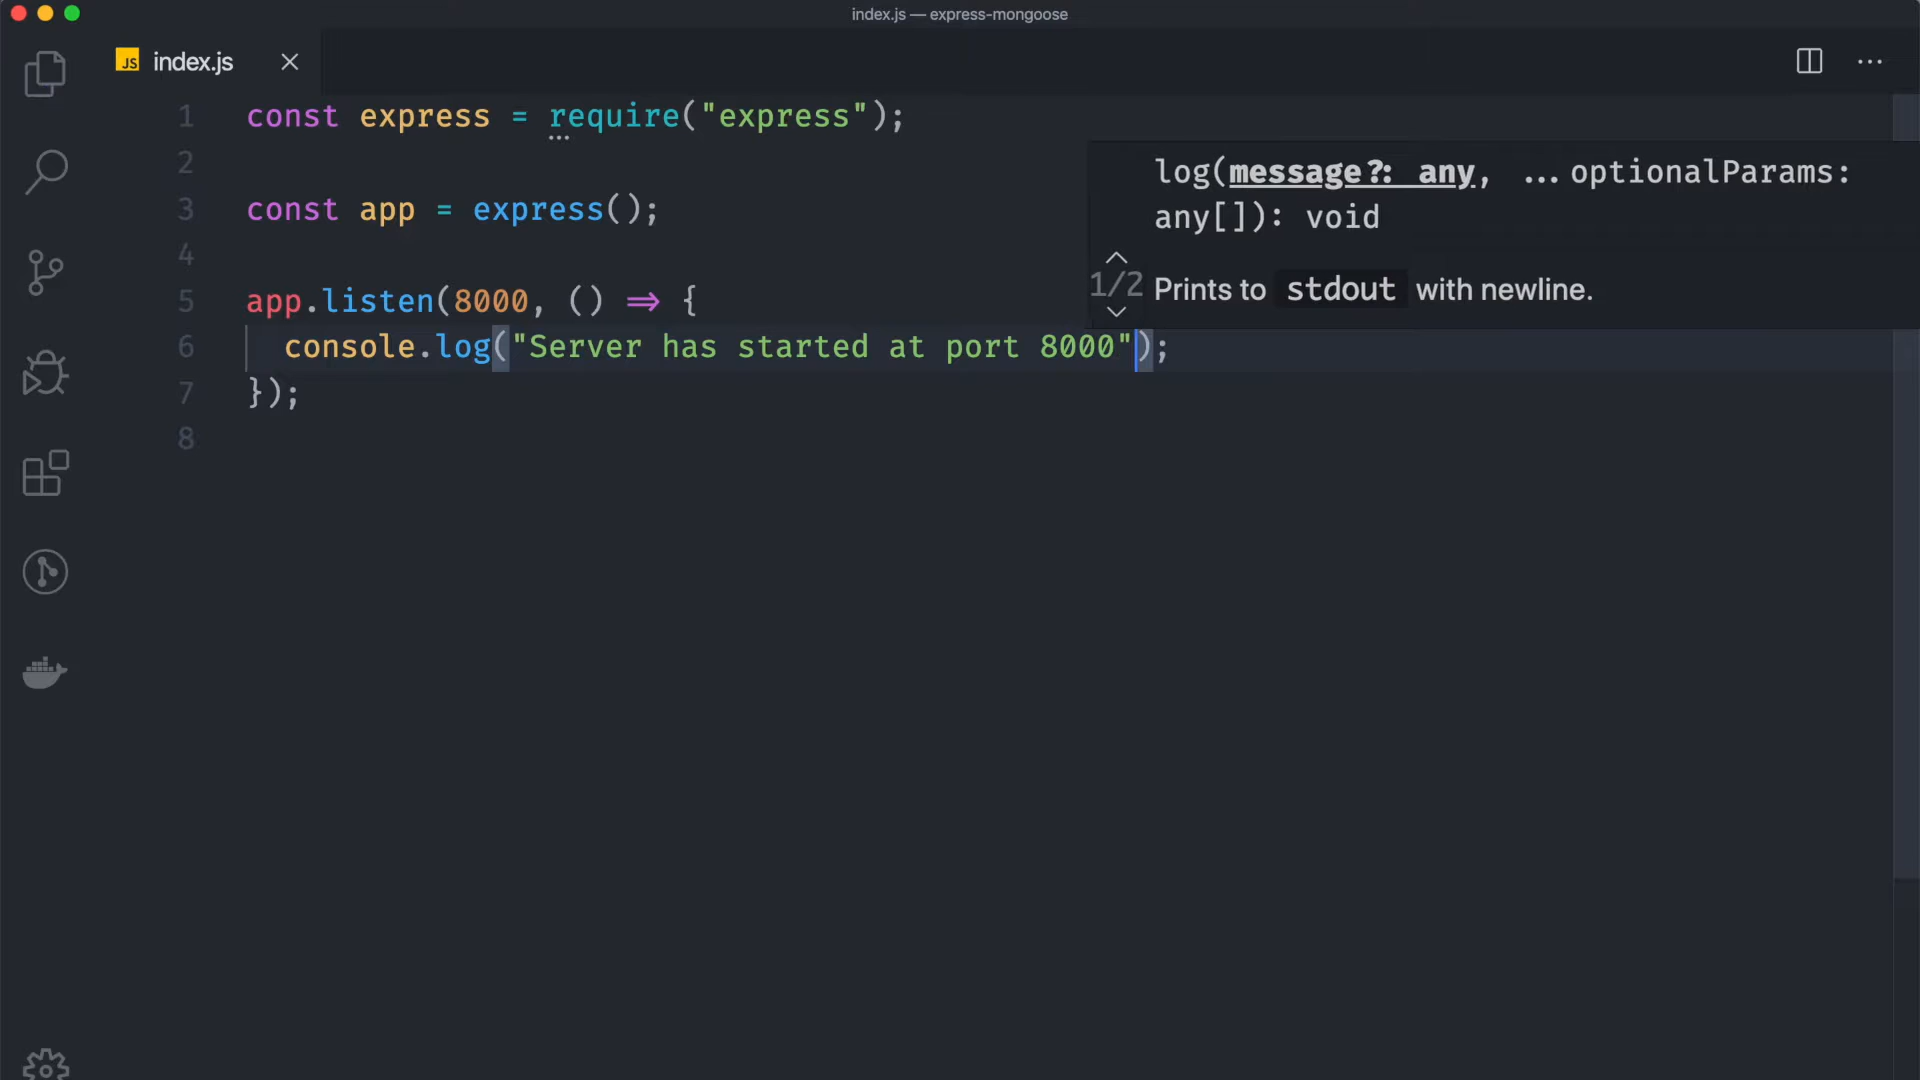 index.js — express-mongoose
JS index.js
1 const express = require("express");
2
3 const app = express();
4
5 app.listen(8000, () => {
6 console.log("Server has started at port 8000");
7 });
8
log(message?: any, ...optionalParams:
any[]): void
1/2 Prints to stdout with newline.